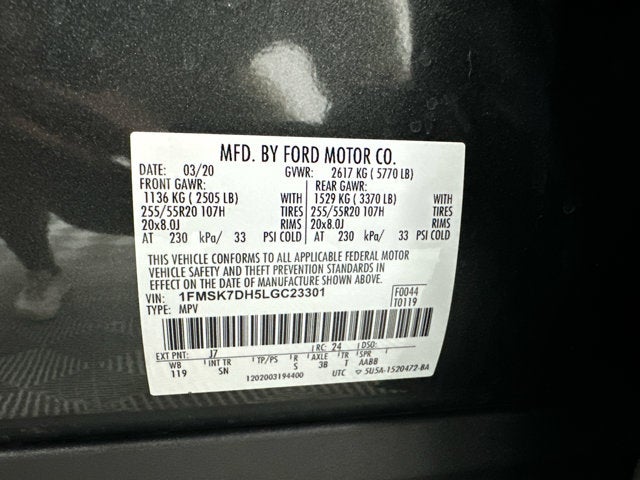 MFD. BY FORD MOTOR CO.
DATE: 03/20 GVWR: 2617 KG ( 5770 LB)
FRONT GAWR: REAR GAWR:
1136 KG ( 2505 LB) WITH 1529 KG ( 3370 LB) WITH
255/55R20 107H TIRES 255/55R20 107H TIRES
20x8.0J RIMS 20x8.0J RIMS
AT 230 kPa/ 33 PSI COLD AT 230 kPa/ 33 PSI COLD
THIS VEHICLE CONFORMS TO ALL APPLICABLE FEDERAL MOTOR
VEHICLE SAFETY AND THEFT PREVENTION STANDARDS IN
EFFECT ON THE DATE OF MANUFACTURE SHOWN ABOVE.
VIN: 1FMSK7DH5LGC23301 F0044
TYPE: MPV T0119
EXT PNT: J7 RC: 24 DSO:
WB INT TR TP/PS R AXLE TR SPR
119 SN S 3B T AABB
1202003194400 UTC 5U5A-1520472-BA